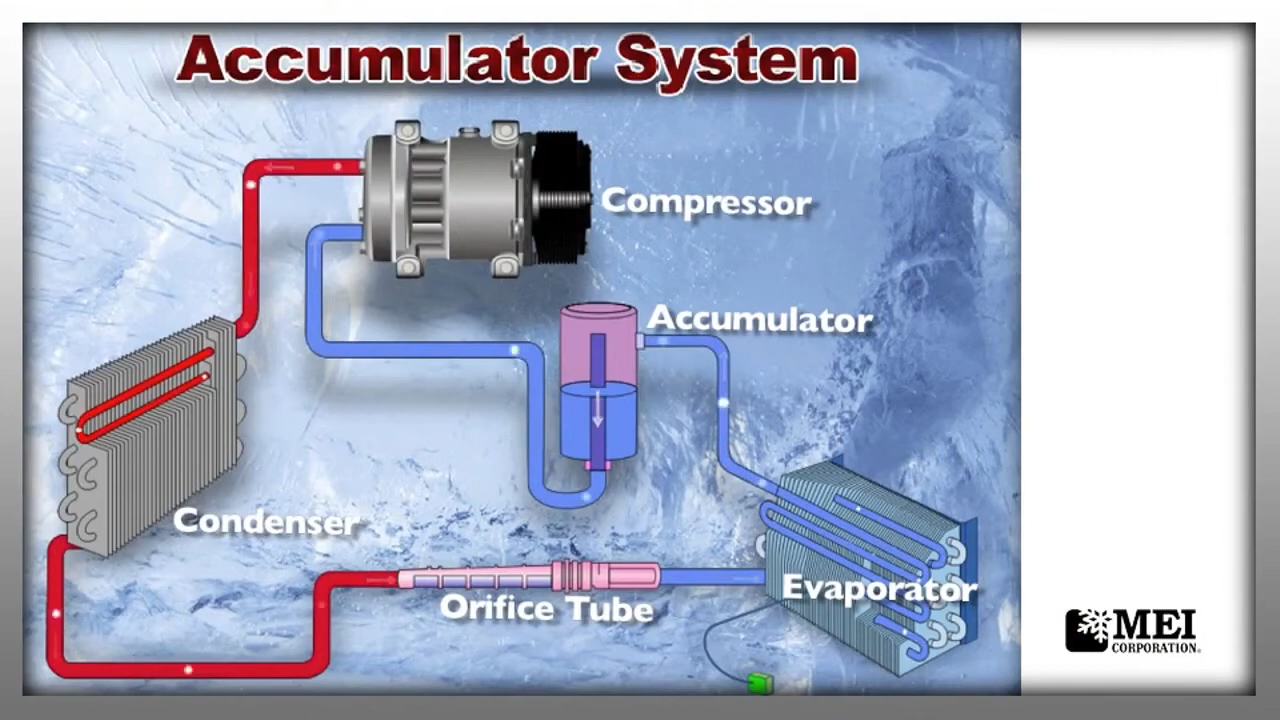 Accumulator System
Compressor
Accumulator
Condenser
Evaporator
Orifice Tube
MEI
CORPORATION